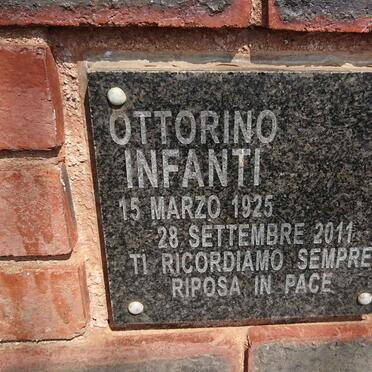 OTTORINO
INFANTI
15 MARZO 1925
28 SETTEMBRE 2011
TI RICORDIAMO SEMPRE
RIPOSA IN PACE